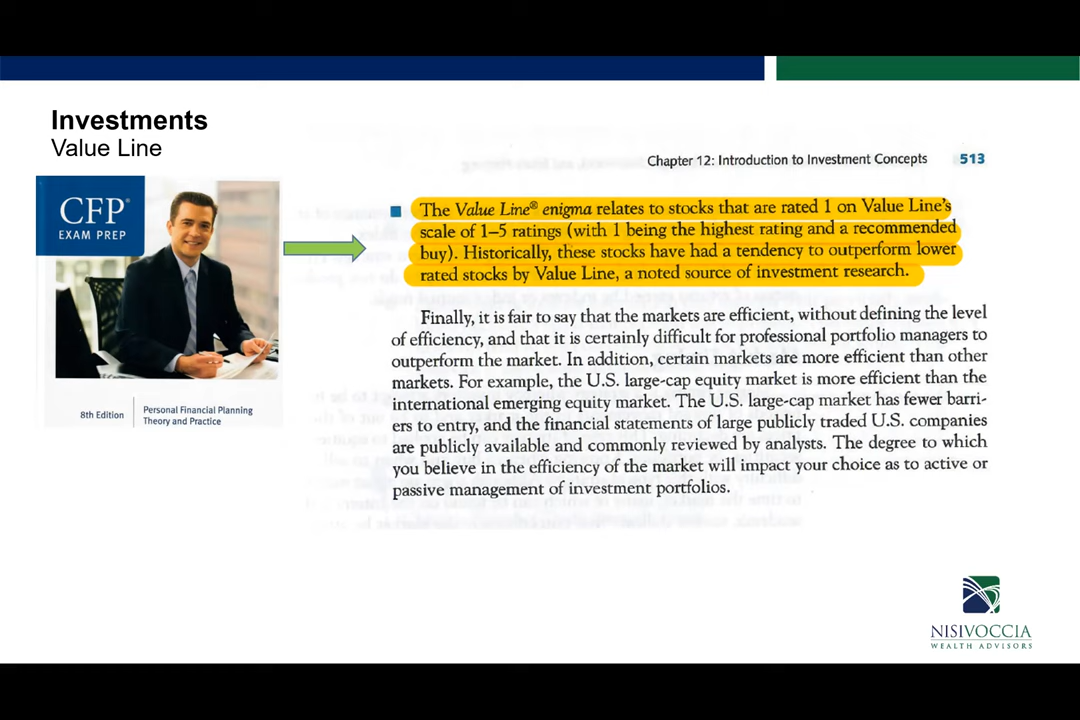 Investments
Value Line
CFP®
EXAM PREP
8th Edition
Personal Financial Planning
Theory and Practice
Chapter 12: Introduction to Investment Concepts 513
■ The Value Line® enigma relates to stocks that are rated 1 on Value Line's
scale of 1–5 ratings (with 1 being the highest rating and a recommended
buy). Historically, these stocks have had a tendency to outperform lower
rated stocks by Value Line, a noted source of investment research.
Finally, it is fair to say that the markets are efficient, without defining the level
of efficiency, and that it is certainly difficult for professional portfolio managers to
outperform the market. In addition, certain markets are more efficient than other
markets. For example, the U.S. large-cap equity market is more efficient than the
international emerging equity market. The U.S. large-cap market has fewer barri-
ers to entry, and the financial statements of large publicly traded U.S. companies
are publicly available and commonly reviewed by analysts. The degree to which
you believe in the efficiency of the market will impact your choice as to active or
passive management of investment portfolios.
NISIVOCCIA
WEALTH ADVISORS